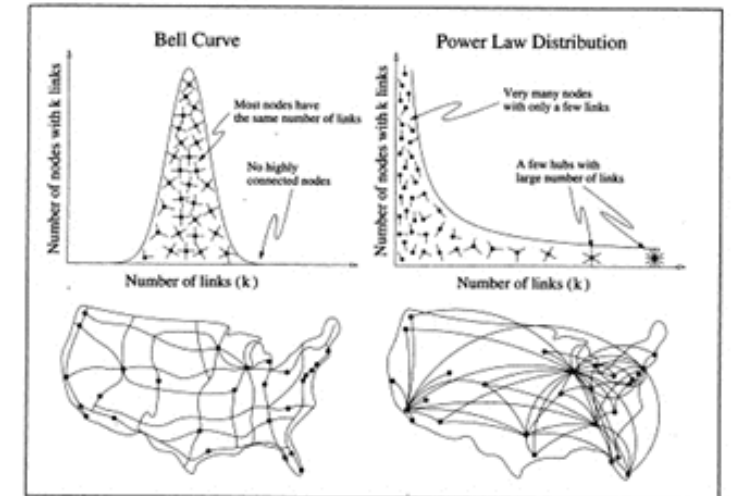 Bell Curve
Number of nodes with k links
Most nodes have
the same number of links
No highly
connected nodes
Number of links (k)
Power Law Distribution
Number of nodes with k links
Very many nodes
with only a few links
A few hubs with
large number of links
Number of links (k)